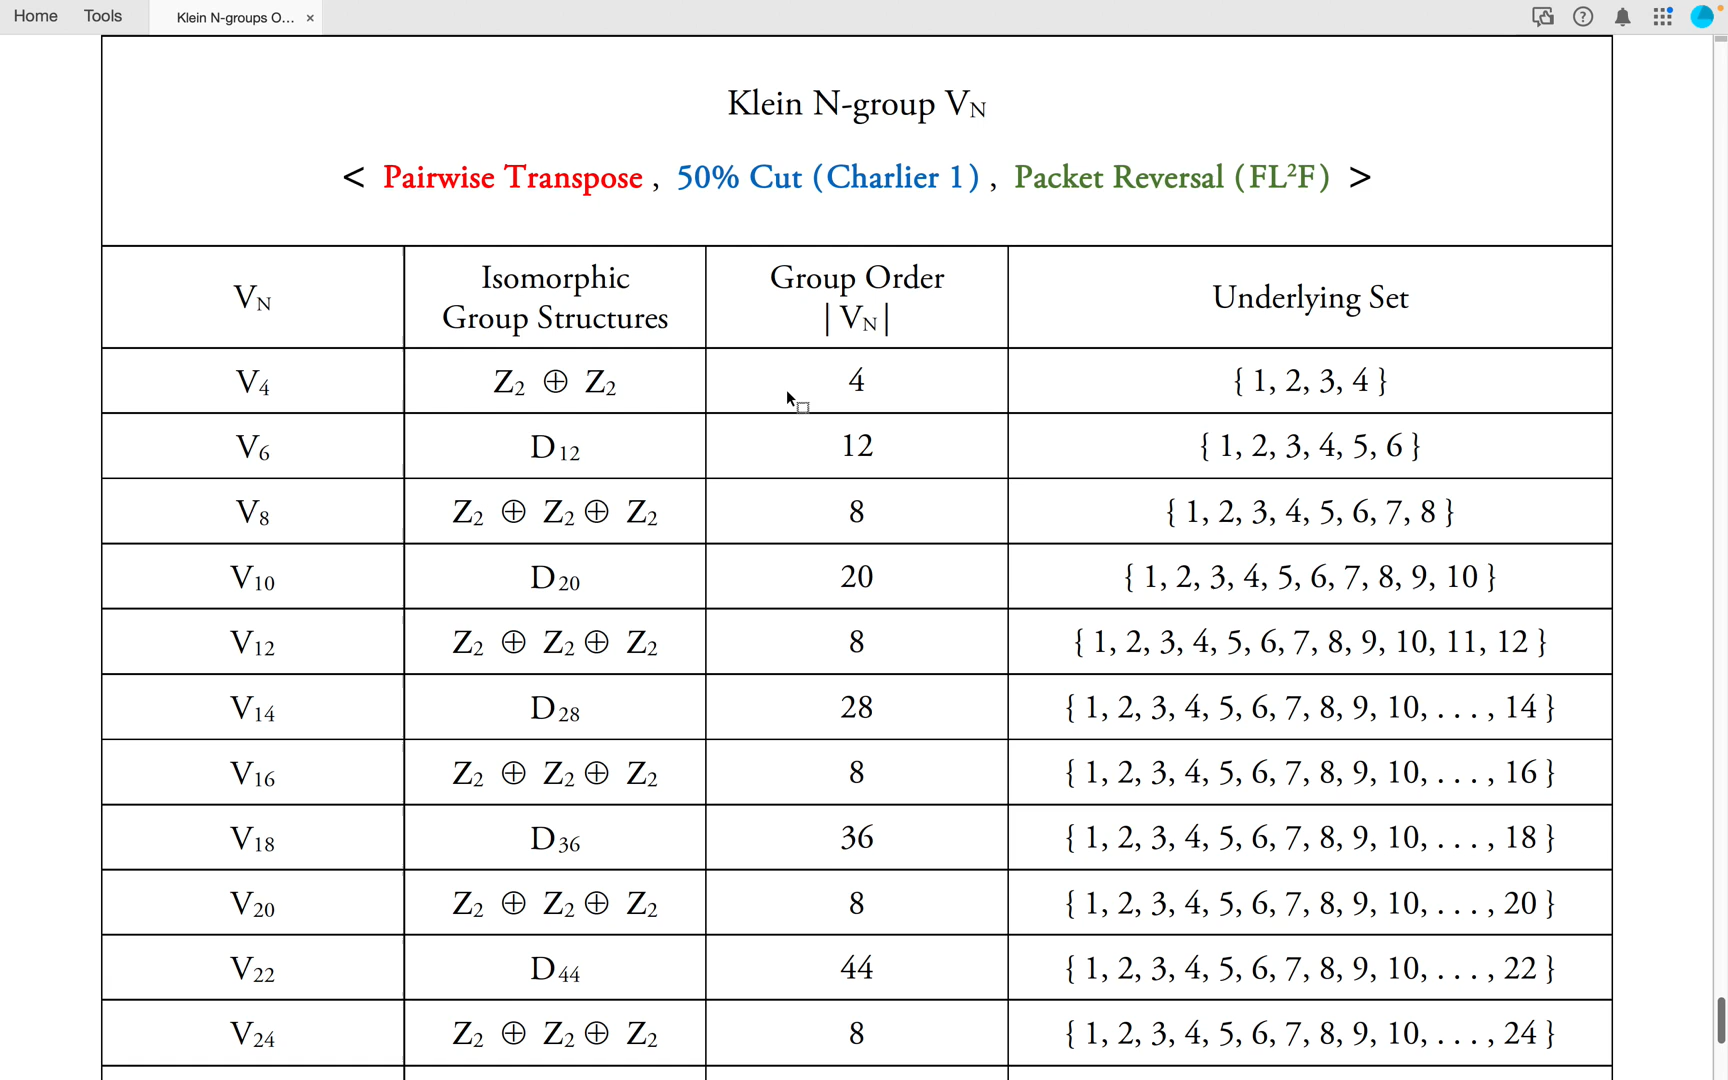 Home Tools Klein N-groups O... ×
Klein N-group V_N
< Pairwise Transpose , 50% Cut (Charlier 1) , Packet Reversal (FL²F) >
V_N Isomorphic Group Structures Group Order |V_N| Underlying Set
V₄ Z₂ ⊕ Z₂ 4 { 1, 2, 3, 4 }
V₆ D₁₂ 12 { 1, 2, 3, 4, 5, 6 }
V₈ Z₂ ⊕ Z₂ ⊕ Z₂ 8 { 1, 2, 3, 4, 5, 6, 7, 8 }
V₁₀ D₂₀ 20 { 1, 2, 3, 4, 5, 6, 7, 8, 9, 10 }
V₁₂ Z₂ ⊕ Z₂ ⊕ Z₂ 8 { 1, 2, 3, 4, 5, 6, 7, 8, 9, 10, 11, 12 }
V₁₄ D₂₈ 28 { 1, 2, 3, 4, 5, 6, 7, 8, 9, 10, . . . , 14 }
V₁₆ Z₂ ⊕ Z₂ ⊕ Z₂ 8 { 1, 2, 3, 4, 5, 6, 7, 8, 9, 10, . . . , 16 }
V₁₈ D₃₆ 36 { 1, 2, 3, 4, 5, 6, 7, 8, 9, 10, . . . , 18 }
V₂₀ Z₂ ⊕ Z₂ ⊕ Z₂ 8 { 1, 2, 3, 4, 5, 6, 7, 8, 9, 10, . . . , 20 }
V₂₂ D₄₄ 44 { 1, 2, 3, 4, 5, 6, 7, 8, 9, 10, . . . , 22 }
V₂₄ Z₂ ⊕ Z₂ ⊕ Z₂ 8 { 1, 2, 3, 4, 5, 6, 7, 8, 9, 10, . . . , 24 }